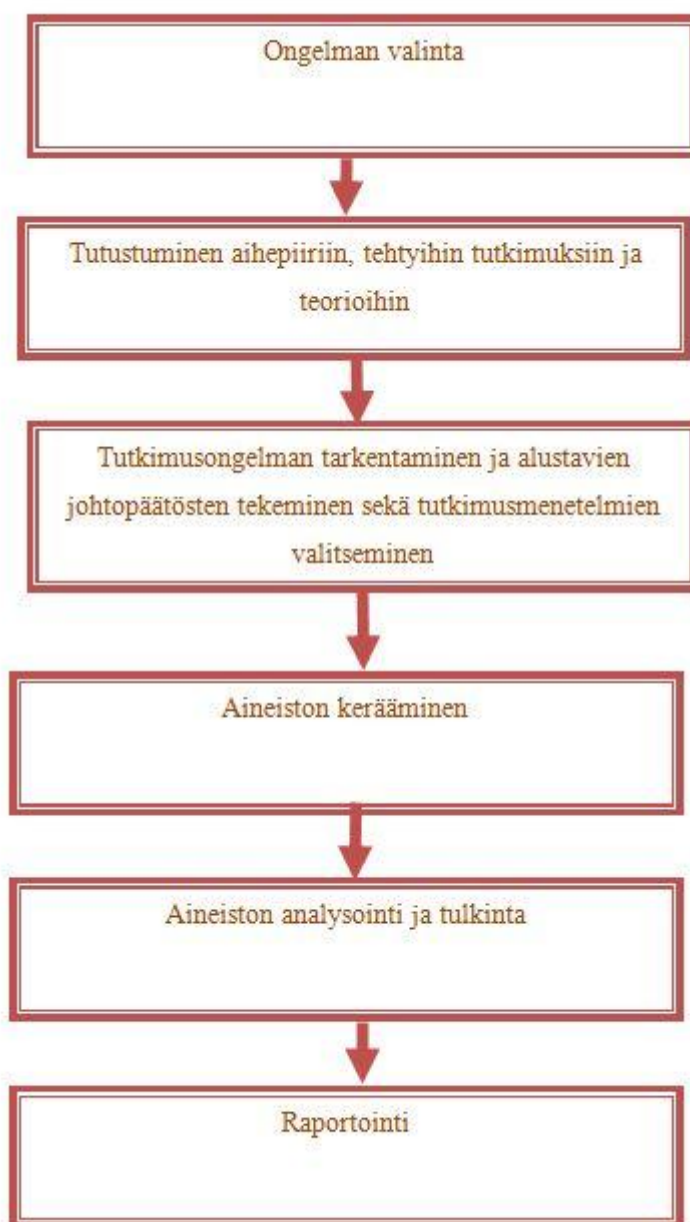 Ongelman valinta
Tutustuminen aihepiiriin, tehtyihin tutkimuksiin ja
teorioihin
Tutkimusongelman tarkentaminen ja alustavien
johtopäätösten tekeminen sekä tutkimusmenetelmien
valitseminen
Aineiston kerääminen
Aineiston analysointi ja tulkinta
Raportointi